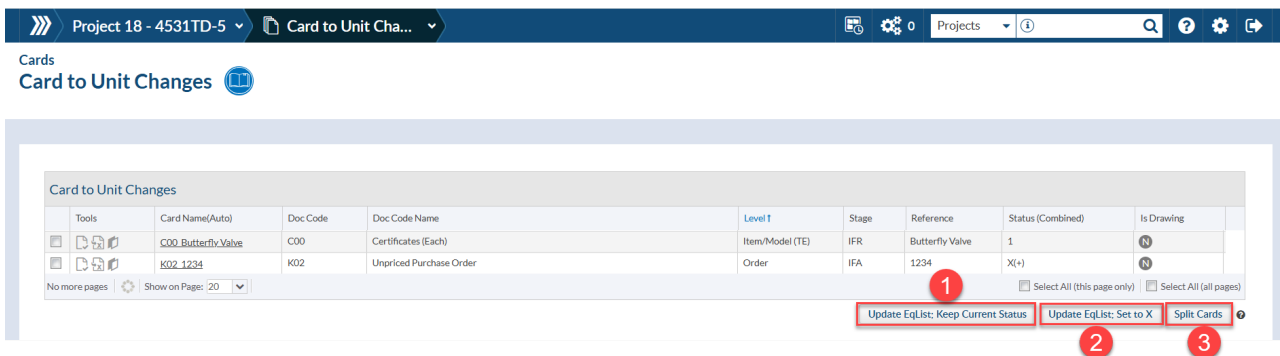 Project 18 - 4531TD-5 Card to Unit Cha... 0 Projects
Cards
Card to Unit Changes
Card to Unit Changes
Tools Card Name(Auto) Doc Code Doc Code Name Level↑ Stage Reference Status (Combined) Is Drawing
C00 Butterfly Valve C00 Certificates (Each) Item/Model (TE) IFR Butterfly Valve 1 N
K02 1234 K02 Unpriced Purchase Order Order IFA 1234 X(+) N
No more pages Show on Page: 20 Select All (this page only) Select All (all pages)
1
Update EqList; Keep Current Status Update EqList; Set to X Split Cards
2 3